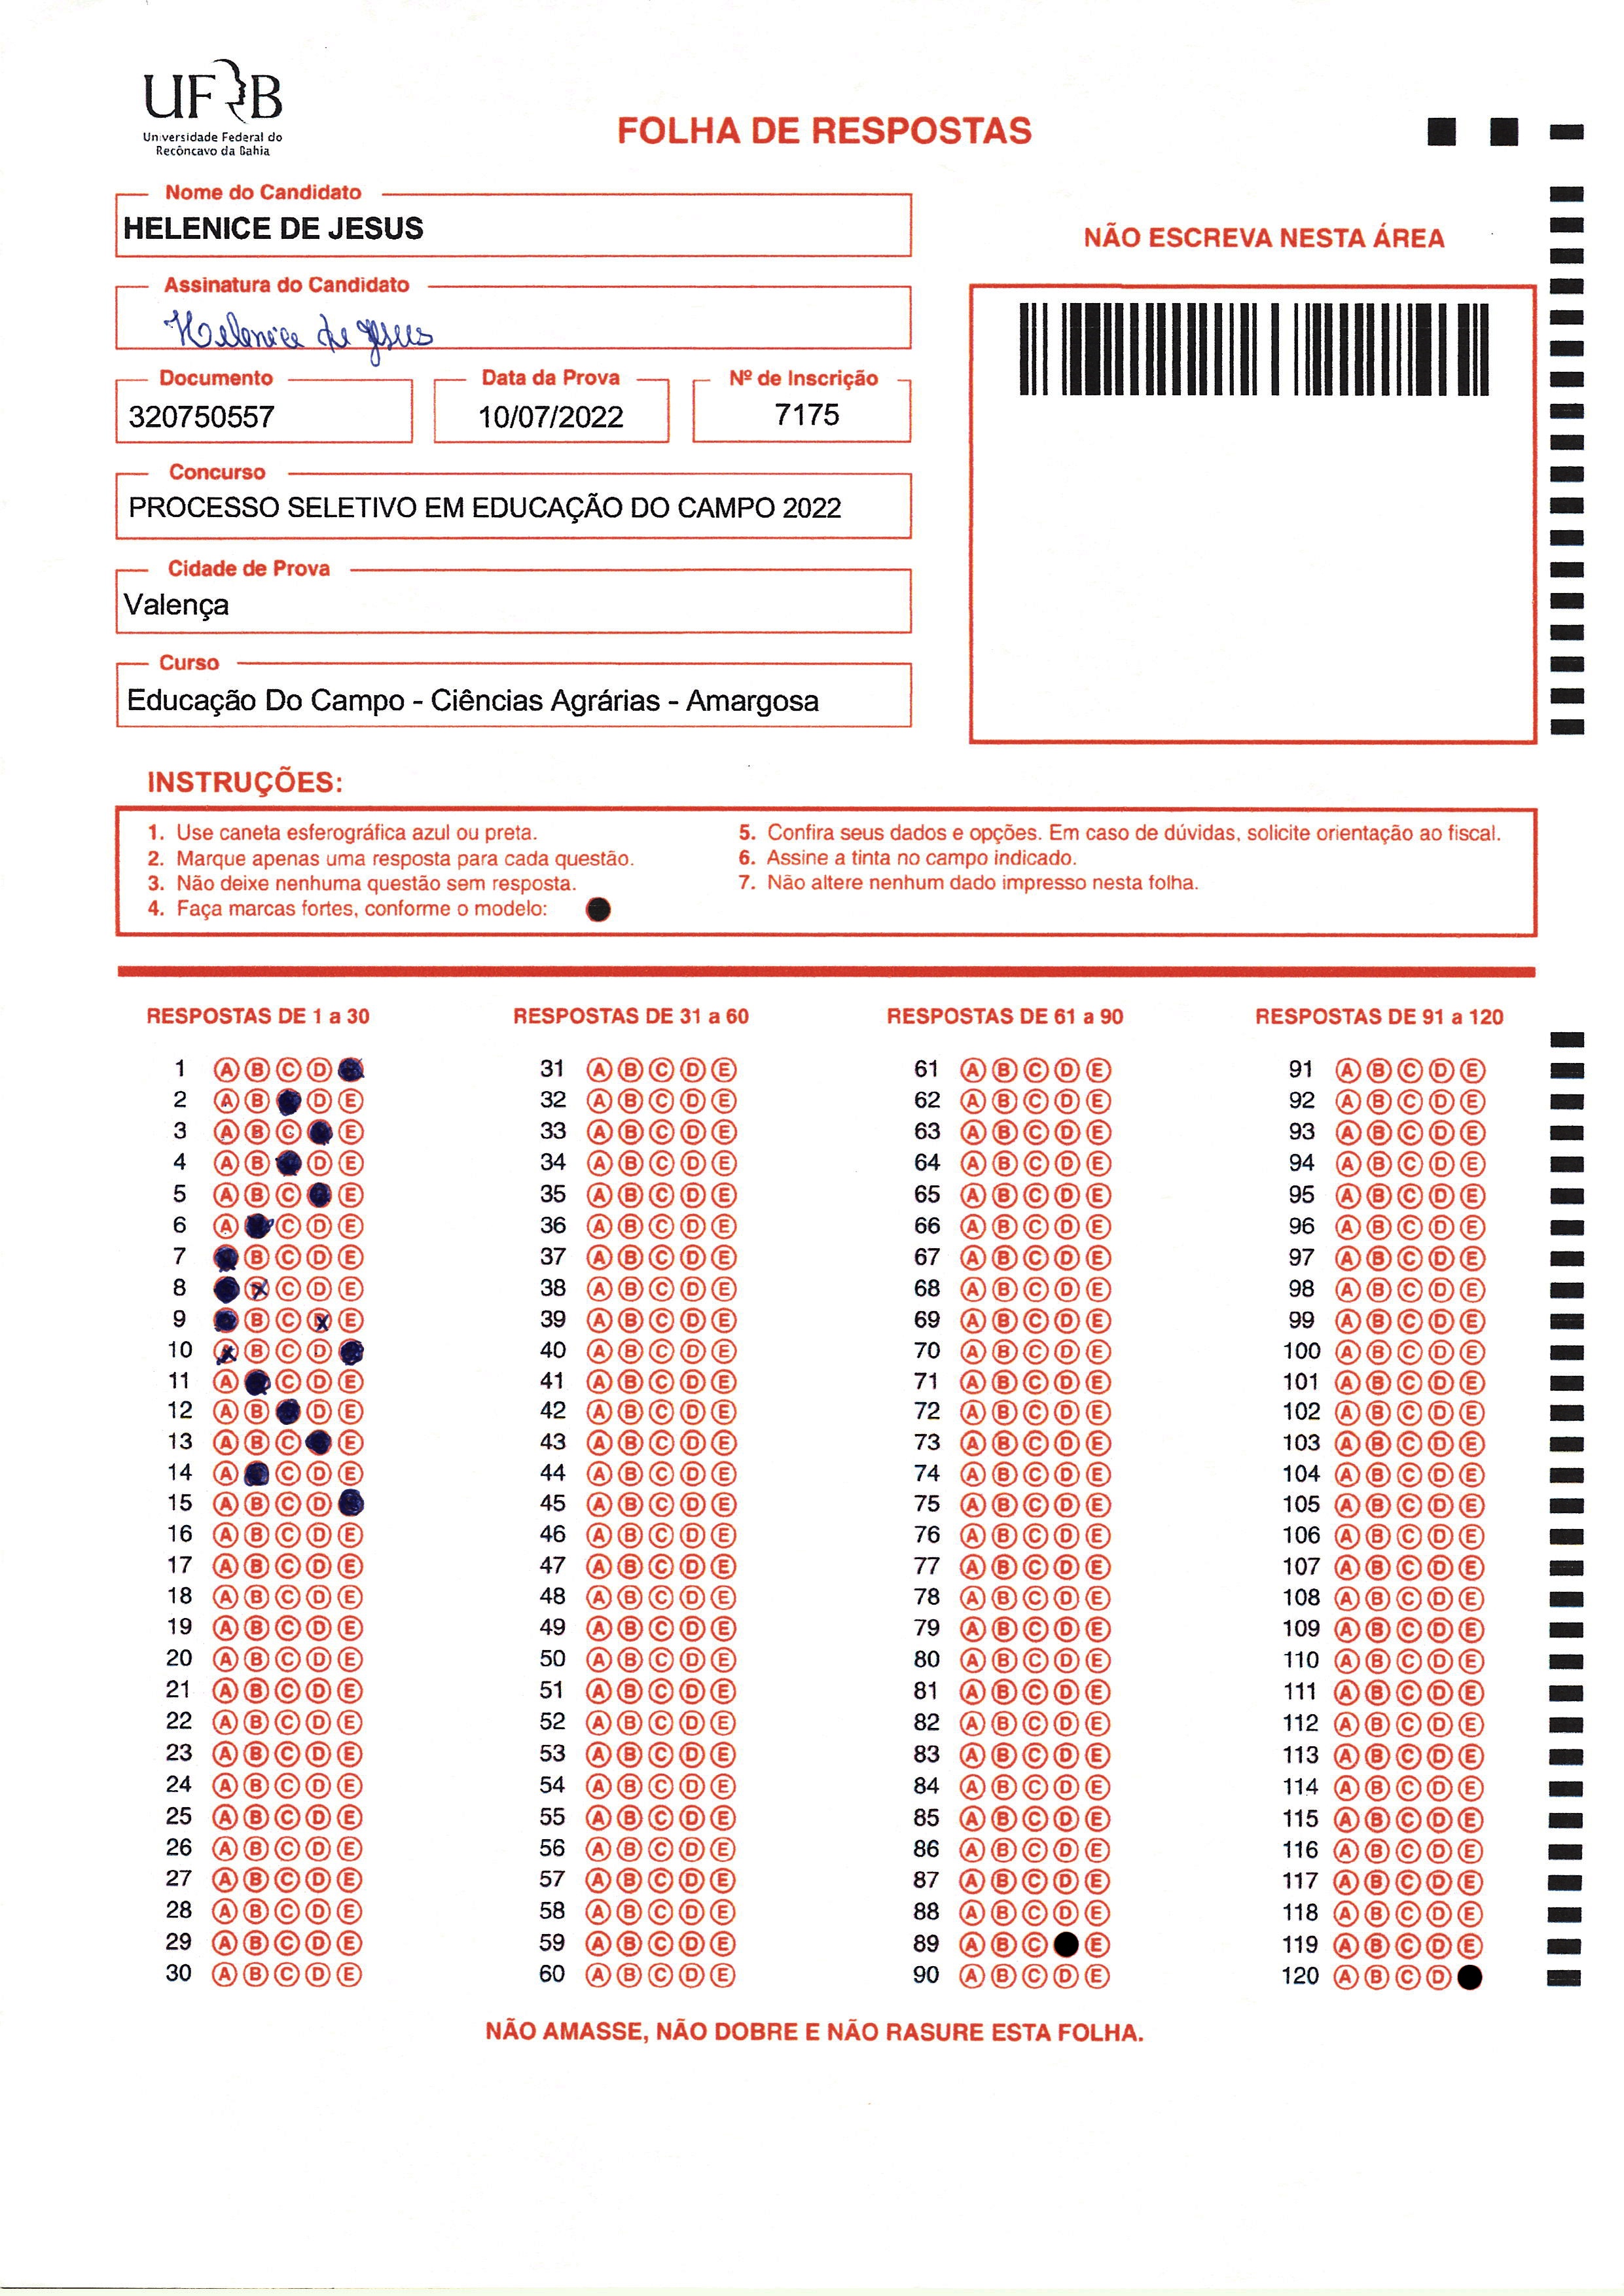 UFRB
Universidade Federal do
Recôncavo da Bahia
FOLHA DE RESPOSTAS
Nome do Candidato
HELENICE DE JESUS
NÃO ESCREVA NESTA ÁREA
Assinatura do Candidato
Helenice de Jesus
Documento Data da Prova Nº de Inscrição
320750557 10/07/2022 7175
Concurso
PROCESSO SELETIVO EM EDUCAÇÃO DO CAMPO 2022
Cidade de Prova
Valença
Curso
Educação Do Campo - Ciências Agrárias - Amargosa
INSTRUÇÕES:
1. Use caneta esferográfica azul ou preta.
2. Marque apenas uma resposta para cada questão.
3. Não deixe nenhuma questão sem resposta.
4. Faça marcas fortes, conforme o modelo:
5. Confira seus dados e opções. Em caso de dúvidas, solicite orientação ao fiscal.
6. Assine a tinta no campo indicado.
7. Não altere nenhum dado impresso nesta folha.
RESPOSTAS DE 1 a 30
1 A B C D
2 A B D E
3 A B C E
4 A B D E
5 A B C E
6 A C D E
7 B C D E
8 B C D E
9 B C D E
10 A B C D
11 A C D E
12 A B D E
13 A B C E
14 A C D E
15 A B C D
16 A B C D E
17 A B C D E
18 A B C D E
19 A B C D E
20 A B C D E
21 A B C D E
22 A B C D E
23 A B C D E
24 A B C D E
25 A B C D E
26 A B C D E
27 A B C D E
28 A B C D E
29 A B C D E
30 A B C D E
RESPOSTAS DE 31 a 60
31 A B C D E
32 A B C D E
33 A B C D E
34 A B C D E
35 A B C D E
36 A B C D E
37 A B C D E
38 A B C D E
39 A B C D E
40 A B C D E
41 A B C D E
42 A B C D E
43 A B C D E
44 A B C D E
45 A B C D E
46 A B C D E
47 A B C D E
48 A B C D E
49 A B C D E
50 A B C D E
51 A B C D E
52 A B C D E
53 A B C D E
54 A B C D E
55 A B C D E
56 A B C D E
57 A B C D E
58 A B C D E
59 A B C D E
60 A B C D E
RESPOSTAS DE 61 a 90
61 A B C D E
62 A B C D E
63 A B C D E
64 A B C D E
65 A B C D E
66 A B C D E
67 A B C D E
68 A B C D E
69 A B C D E
70 A B C D E
71 A B C D E
72 A B C D E
73 A B C D E
74 A B C D E
75 A B C D E
76 A B C D E
77 A B C D E
78 A B C D E
79 A B C D E
80 A B C D E
81 A B C D E
82 A B C D E
83 A B C D E
84 A B C D E
85 A B C D E
86 A B C D E
87 A B C D E
88 A B C D E
89 A B C E
90 A B C D E
RESPOSTAS DE 91 a 120
91 A B C D E
92 A B C D E
93 A B C D E
94 A B C D E
95 A B C D E
96 A B C D E
97 A B C D E
98 A B C D E
99 A B C D E
100 A B C D E
101 A B C D E
102 A B C D E
103 A B C D E
104 A B C D E
105 A B C D E
106 A B C D E
107 A B C D E
108 A B C D E
109 A B C D E
110 A B C D E
111 A B C D E
112 A B C D E
113 A B C D E
114 A B C D E
115 A B C D E
116 A B C D E
117 A B C D E
118 A B C D E
119 A B C D E
120 A B C D
NÃO AMASSE, NÃO DOBRE E NÃO RASURE ESTA FOLHA.